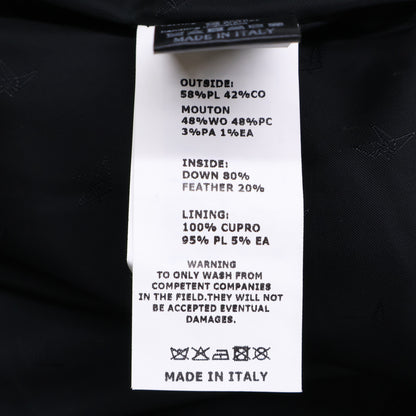 MADE IN ITALY
OUTSIDE:
58%PL 42%CO
MOUTON
48%WO 48%PC
3%PA 1%EA
INSIDE:
DOWN 80%
FEATHER 20%
LINING:
100% CUPRO
95% PL 5% EA
WARNING
TO ONLY WASH FROM
COMPETENT COMPANIES
IN THE FIELD.THEY WILL NOT
BE ACCEPTED EVENTUAL
DAMAGES.
MADE IN ITALY